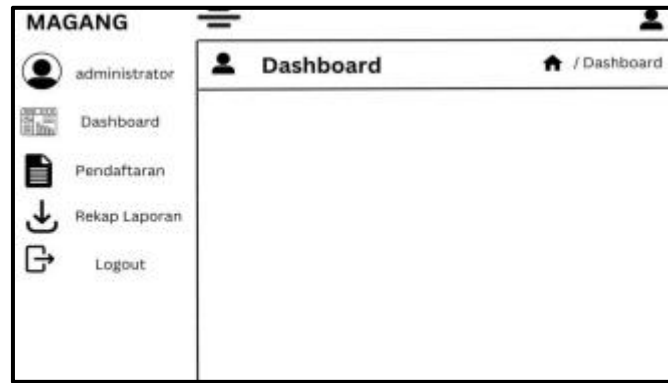 MAGANG
administrator
Dashboard
Pendaftaran
Rekap Laporan
Logout
Dashboard
/ Dashboard